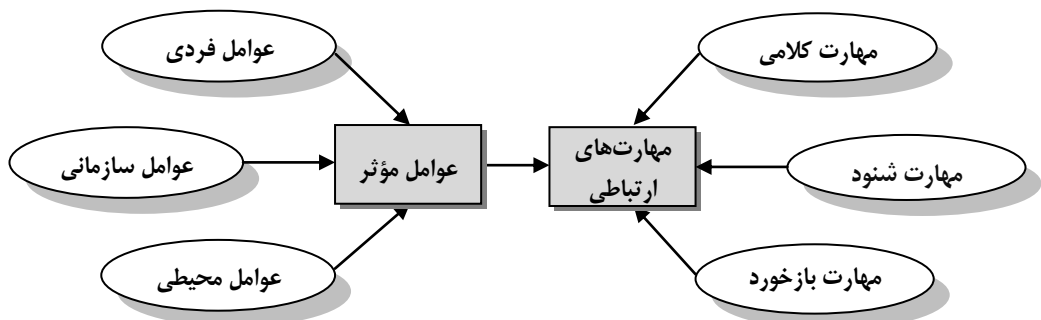 مهارت کلامی
عوامل فردی
مهارت‌های
ارتباطی
عوامل مؤثر
مهارت شنود
عوامل سازمانی
مهارت بازخورد
عوامل محیطی